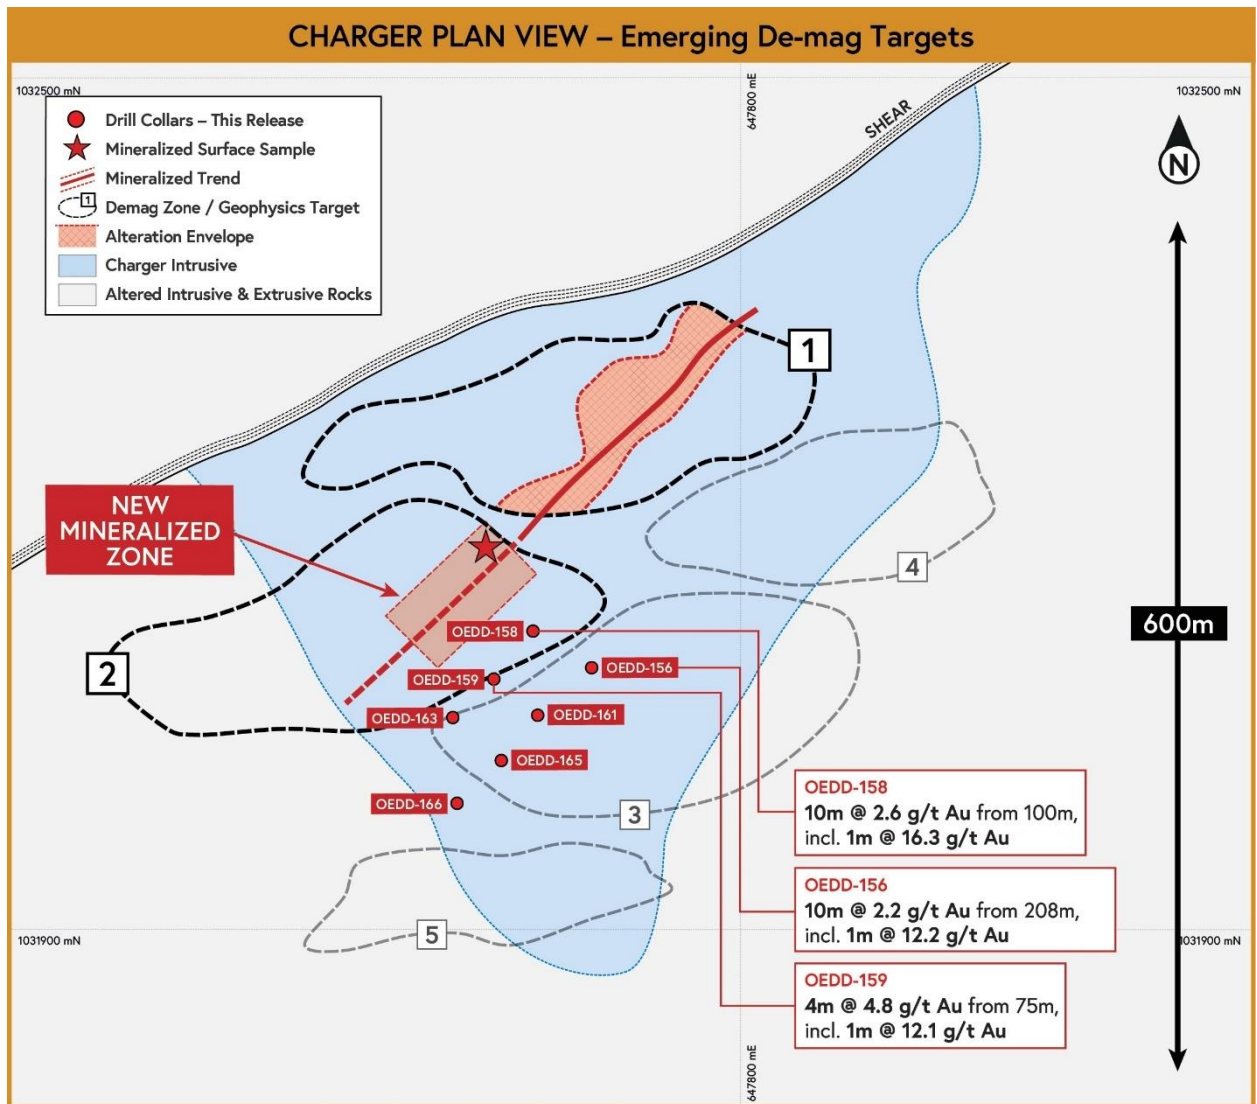 CHARGER PLAN VIEW – Emerging De-mag Targets
1032500 mN
647800 mE
1032500 mN
SHEAR
N
Drill Collars – This Release
Mineralized Surface Sample
Mineralized Trend
1
Demag Zone / Geophysics Target
Alteration Envelope
Charger Intrusive
Altered Intrusive & Extrusive Rocks
1
NEW
MINERALIZED
ZONE
4
600m
2
OEDD-158
OEDD-156
OEDD-159
OEDD-163
OEDD-161
OEDD-165
OEDD-166
3
5
OEDD-158
10m @ 2.6 g/t Au from 100m,
incl. 1m @ 16.3 g/t Au
OEDD-156
10m @ 2.2 g/t Au from 208m,
incl. 1m @ 12.2 g/t Au
OEDD-159
4m @ 4.8 g/t Au from 75m,
incl. 1m @ 12.1 g/t Au
1031900 mN
1031900 mN
647800 mE